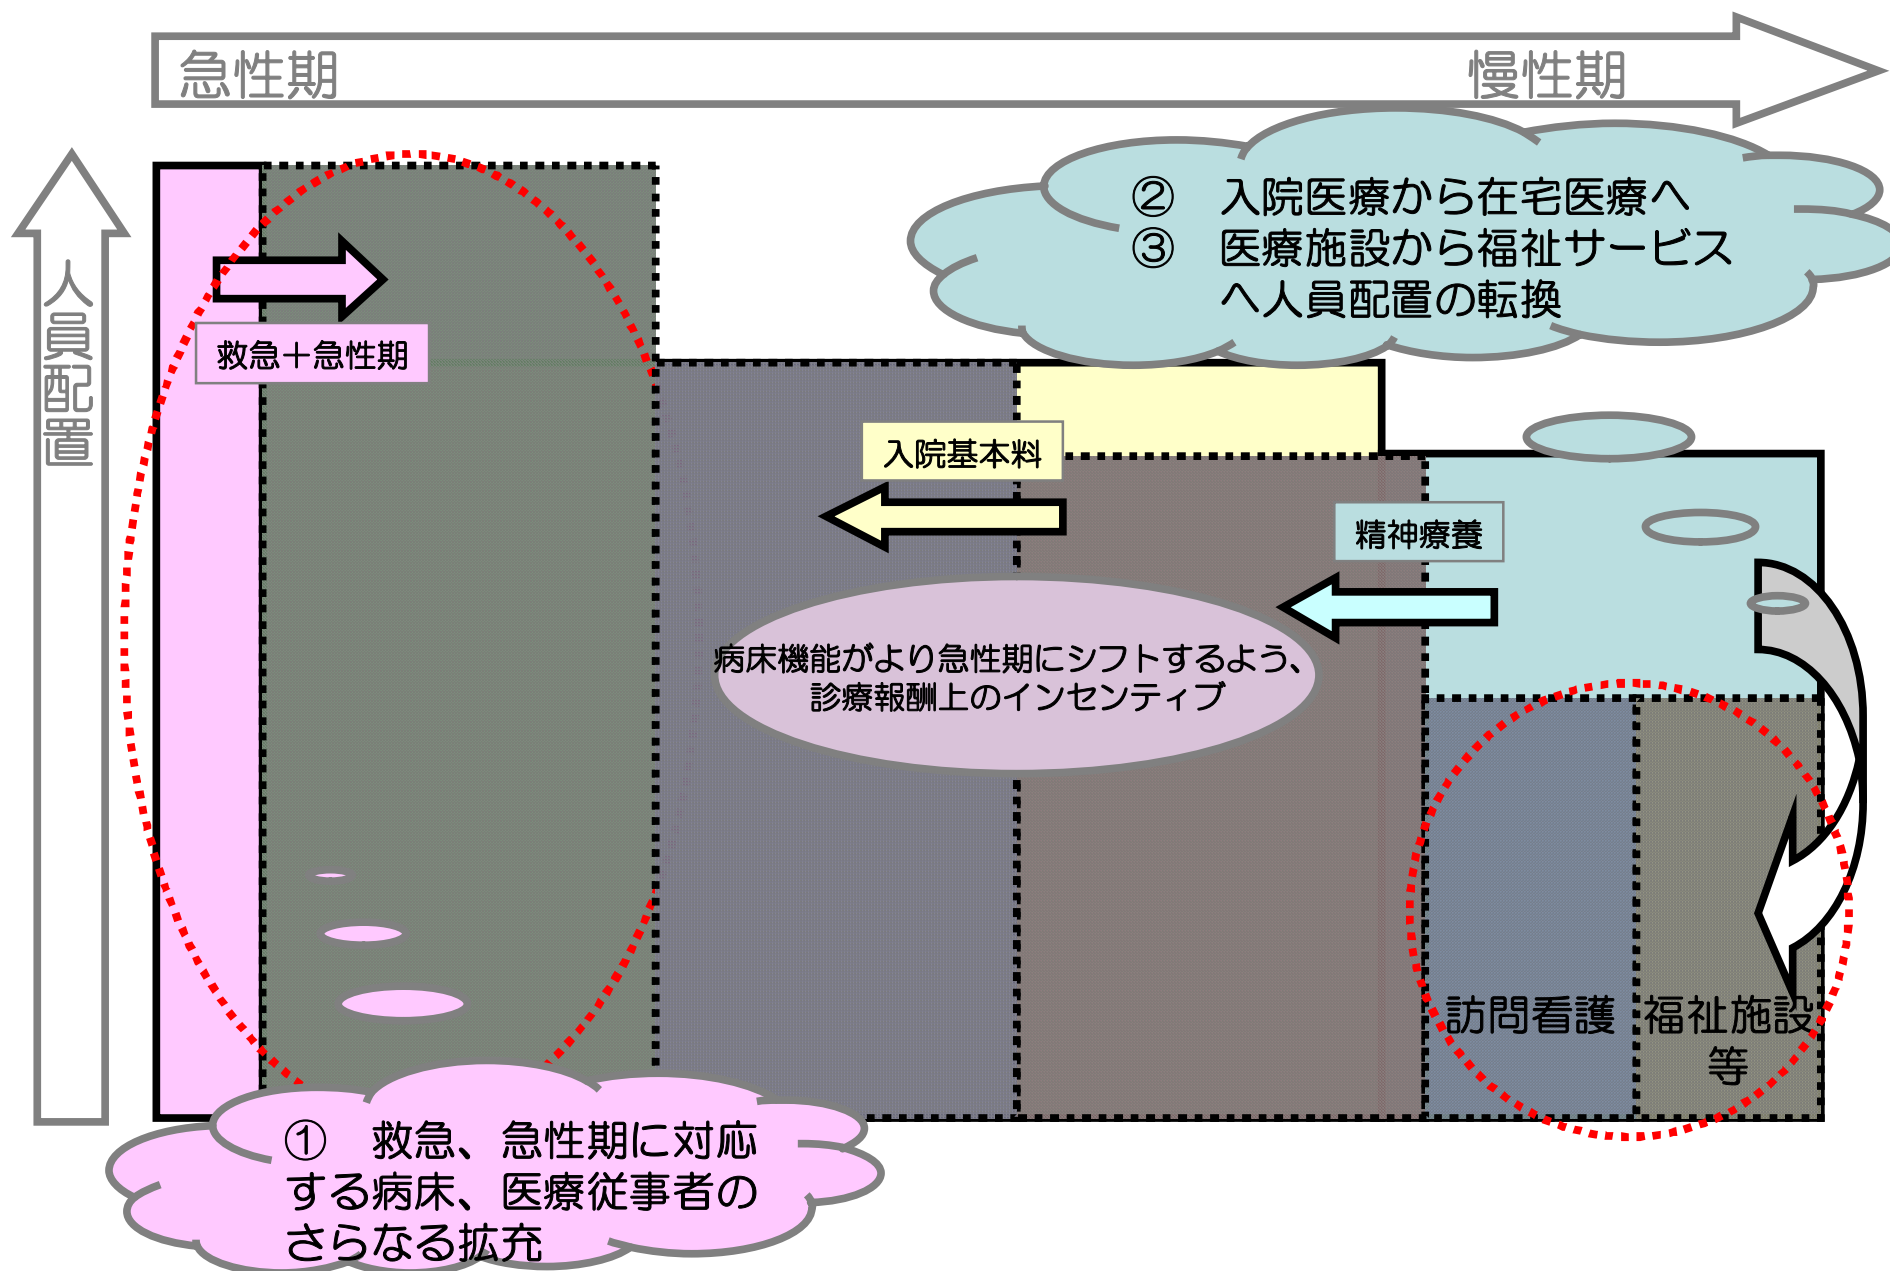 急性期
慢性期
人員配置
② 入院医療から在宅医療へ
③ 医療施設から福祉サービス
へ人員配置の転換
救急＋急性期
入院基本料
精神療養
病床機能がより急性期にシフトするよう、
診療報酬上のインセンティブ
訪問看護
福祉施設
等
① 救急、急性期に対応
する病床、医療従事者の
さらなる拡充